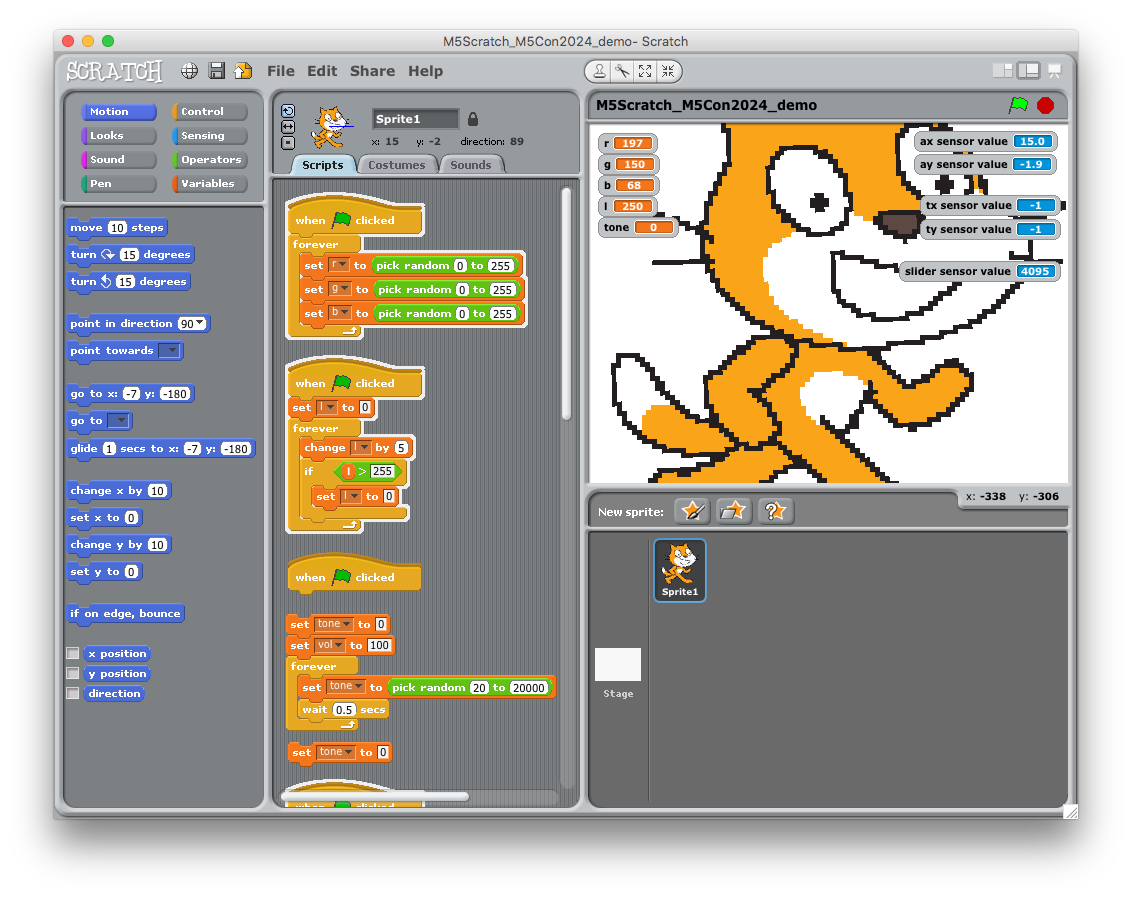 M5Scratch_M5Con2024_demo- Scratch
SCRATCH File Edit Share Help
Motion Control
Looks Sensing
Sound Operators
Pen Variables
move 10 steps
turn 15 degrees
turn 15 degrees
point in direction 90
point towards
go to x: -7 y: -180
go to
glide 1 secs to x: -7 y: -180
change x by 10
set x to 0
change y by 10
set y to 0
if on edge, bounce
x position
y position
direction
Sprite1
x: 15 y: -2 direction: 89
Scripts Costumes Sounds
when clicked
forever
set r to pick random 0 to 255
set g to pick random 0 to 255
set b to pick random 0 to 255
when clicked
set l to 0
forever
change l by 5
if l > 255
set l to 0
when clicked
set tone to 0
set vol to 100
forever
set tone to pick random 20 to 20000
wait 0.5 secs
set tone to 0
when clicked
M5Scratch_M5Con2024_demo
r 197
g 150
b 68
l 250
tone 0
ax sensor value 15.0
ay sensor value -1.9
tx sensor value -1
ty sensor value -1
slider sensor value 4095
x: -338 y: -306
New sprite:
Sprite1
Stage